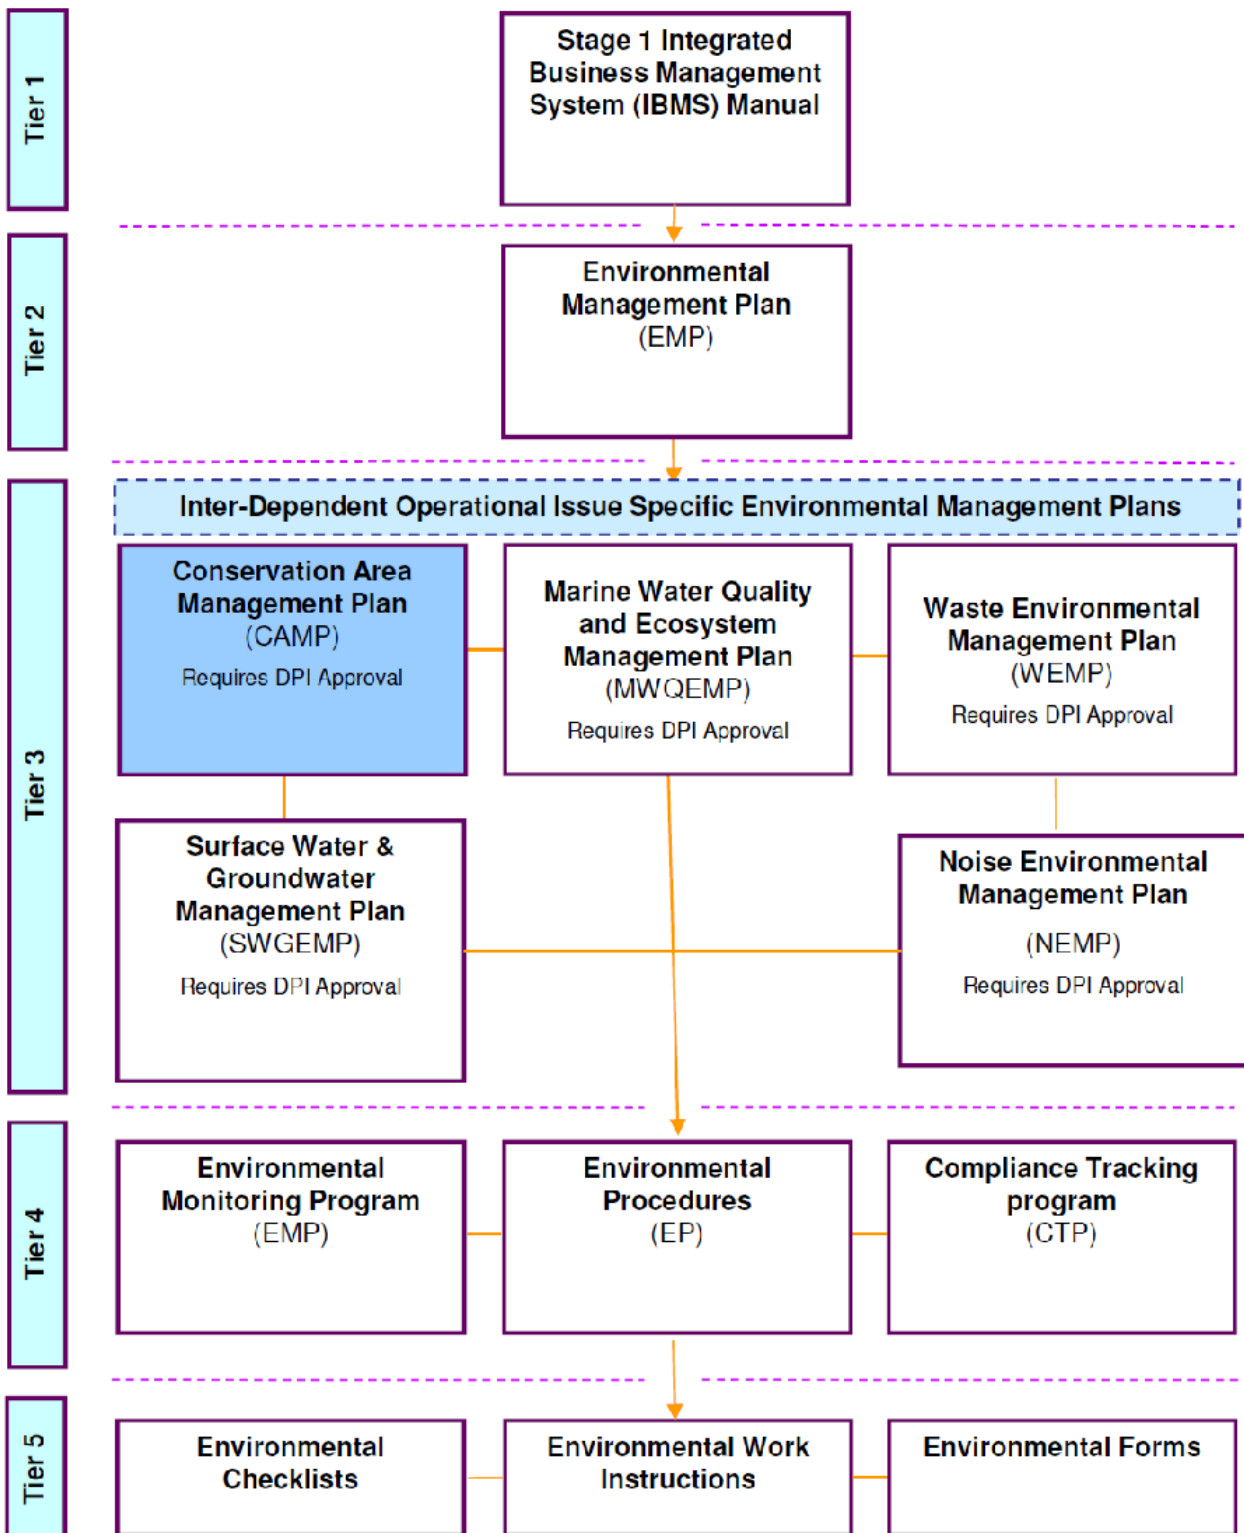 Tier 1
Stage 1 Integrated
Business Management
System (IBMS) Manual
Tier 2
Environmental
Management Plan
(EMP)
Tier 3
Inter-Dependent Operational Issue Specific Environmental Management Plans
Conservation Area
Management Plan
(CAMP)
Requires DPI Approval
Marine Water Quality
and Ecosystem
Management Plan
(MWQEMP)
Requires DPI Approval
Waste Environmental
Management Plan
(WEMP)
Requires DPI Approval
Surface Water &
Groundwater
Management Plan
(SWGEMP)
Requires DPI Approval
Noise Environmental
Management Plan
(NEMP)
Requires DPI Approval
Tier 4
Environmental
Monitoring Program
(EMP)
Environmental
Procedures
(EP)
Compliance Tracking
program
(CTP)
Tier 5
Environmental
Checklists
Environmental Work
Instructions
Environmental Forms